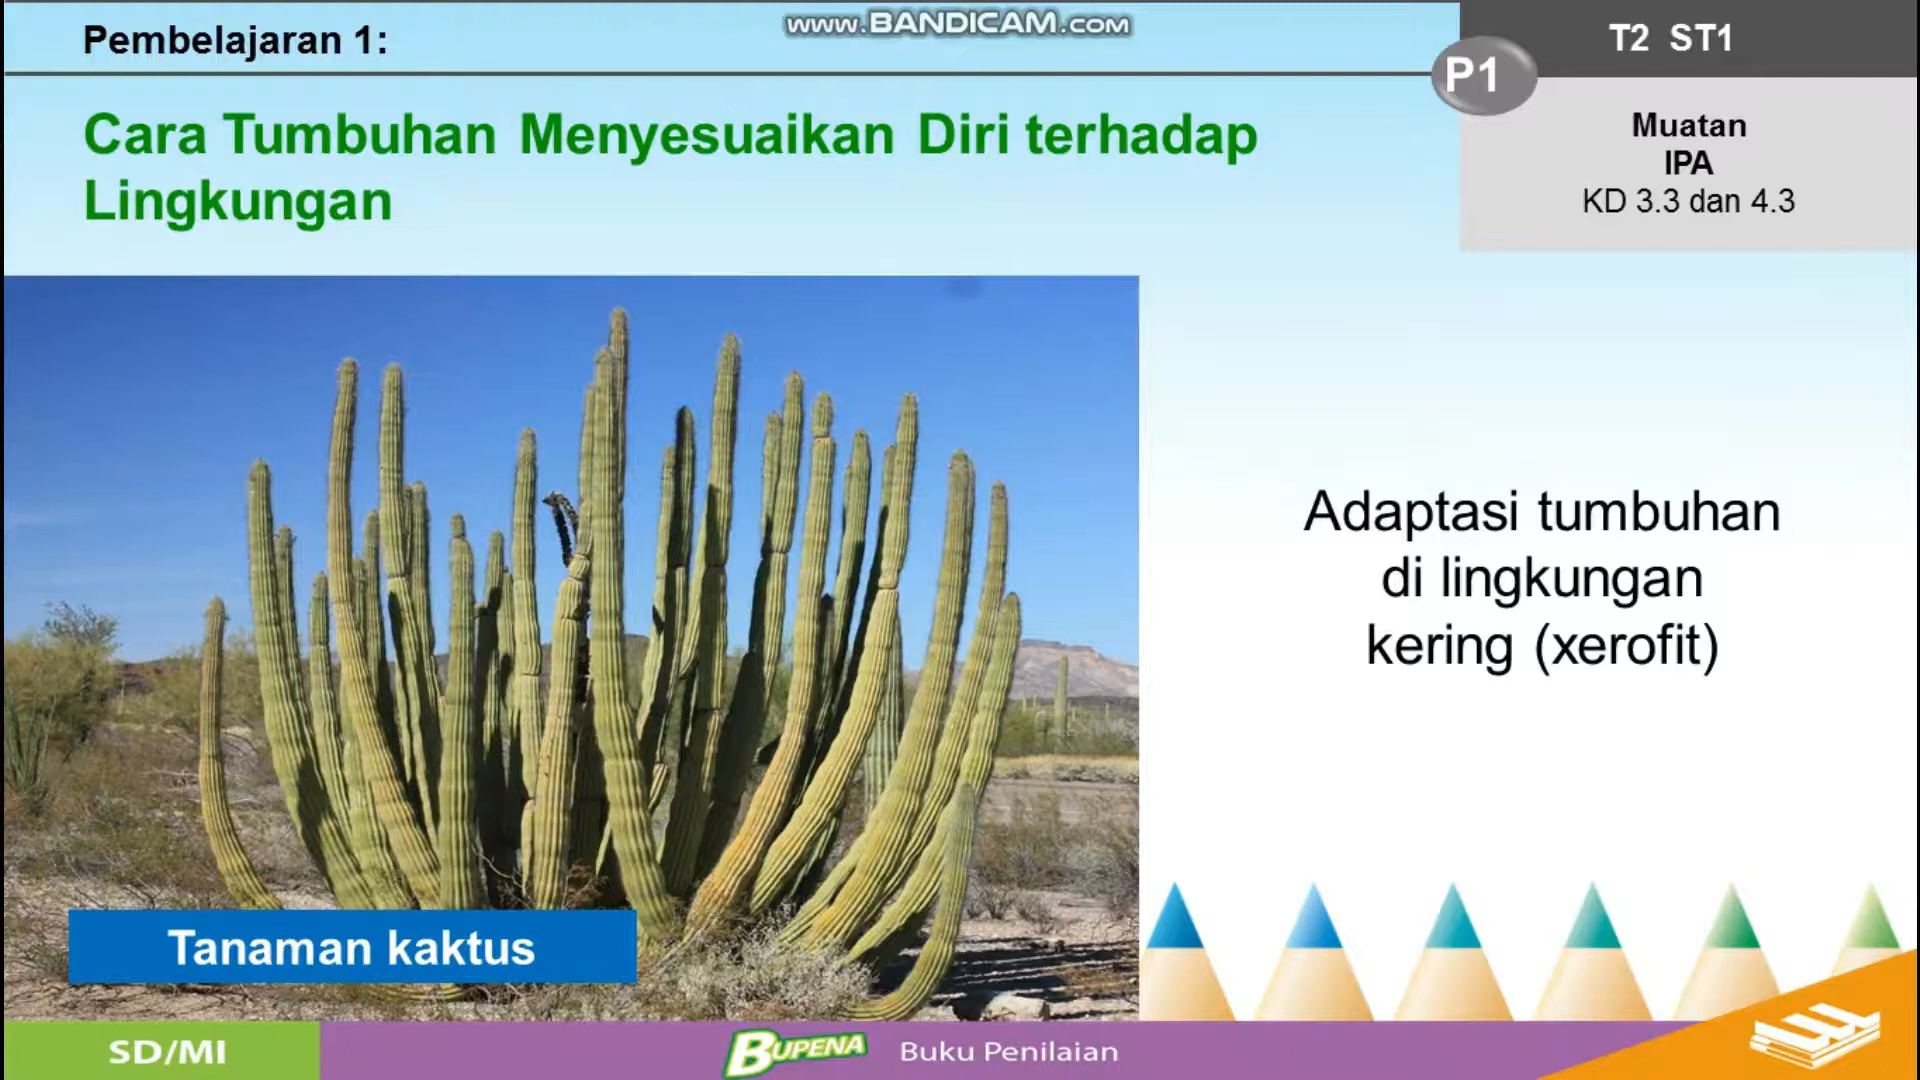 www.BANDICAM.com
Pembelajaran 1:
T2 ST1
P1
Muatan
IPA
KD 3.3 dan 4.3
Cara Tumbuhan Menyesuaikan Diri terhadap
Lingkungan
Adaptasi tumbuhan
di lingkungan
kering (xerofit)
Tanaman kaktus
SD/MI
BUPENA
Buku Penilaian